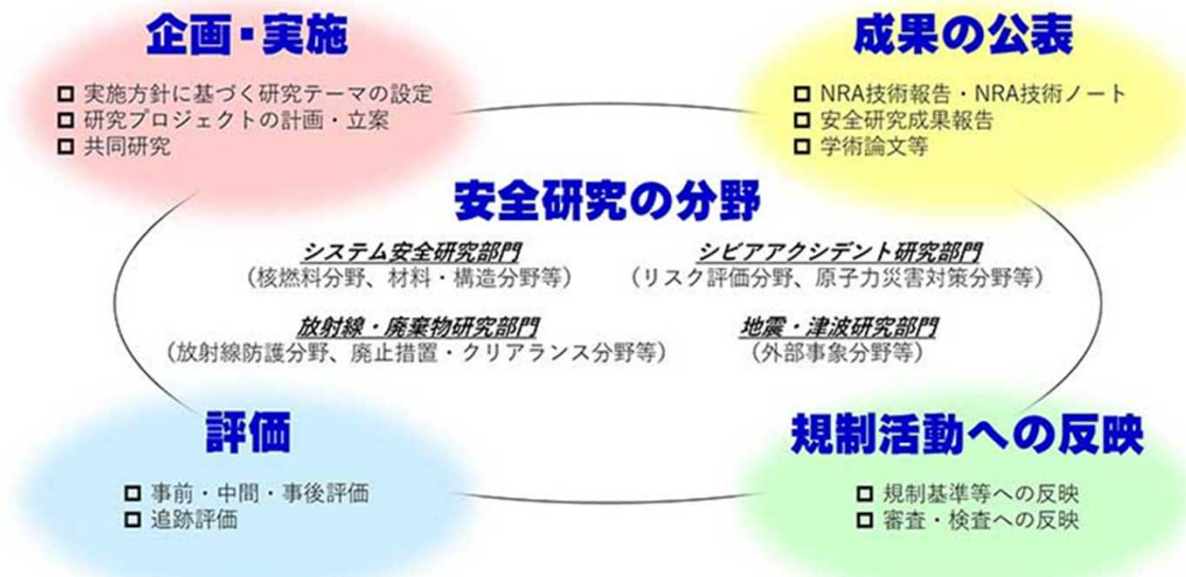 企画・実施
□ 実施方針に基づく研究テーマの設定
□ 研究プロジェクトの計画・立案
□ 共同研究
成果の公表
□ NRA技術報告・NRA技術ノート
□ 安全研究成果報告
□ 学術論文等
安全研究の分野
システム安全研究部門
（核燃料分野、材料・構造分野等）
シビアアクシデント研究部門
（リスク評価分野、原子力災害対策分野等）
放射線・廃棄物研究部門
（放射線防護分野、廃止措置・クリアランス分野等）
地震・津波研究部門
（外部事象分野等）
評価
□ 事前・中間・事後評価
□ 追跡評価
規制活動への反映
□ 規制基準等への反映
□ 審査・検査への反映